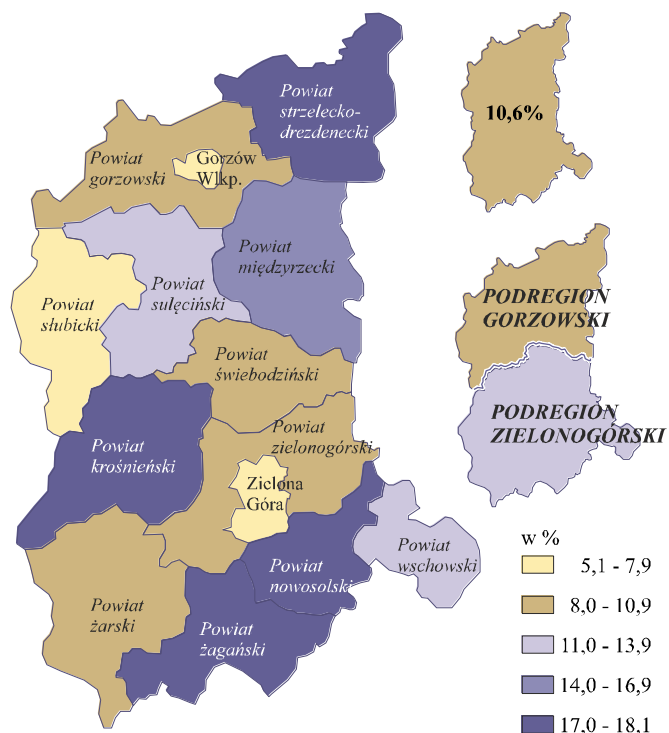 Powiat
strzelecko-
drezdenecki
10,6%
Powiat
gorzowski
Gorzów
Wlkp.
Powiat
międzyrzecki
Powiat
sulęciński
Powiat
słubicki
PODREGION
GORZOWSKI
Powiat
świebodziński
PODREGION
ZIELONOGÓRSKI
Powiat
zielonogórski
Powiat
krośnieński
Zielona
Góra
Powiat
wschowski
Powiat
nowosolski
Powiat
żarski
Powiat
żagański
w %
5,1 - 7,9
8,0 - 10,9
11,0 - 13,9
14,0 - 16,9
17,0 - 18,1